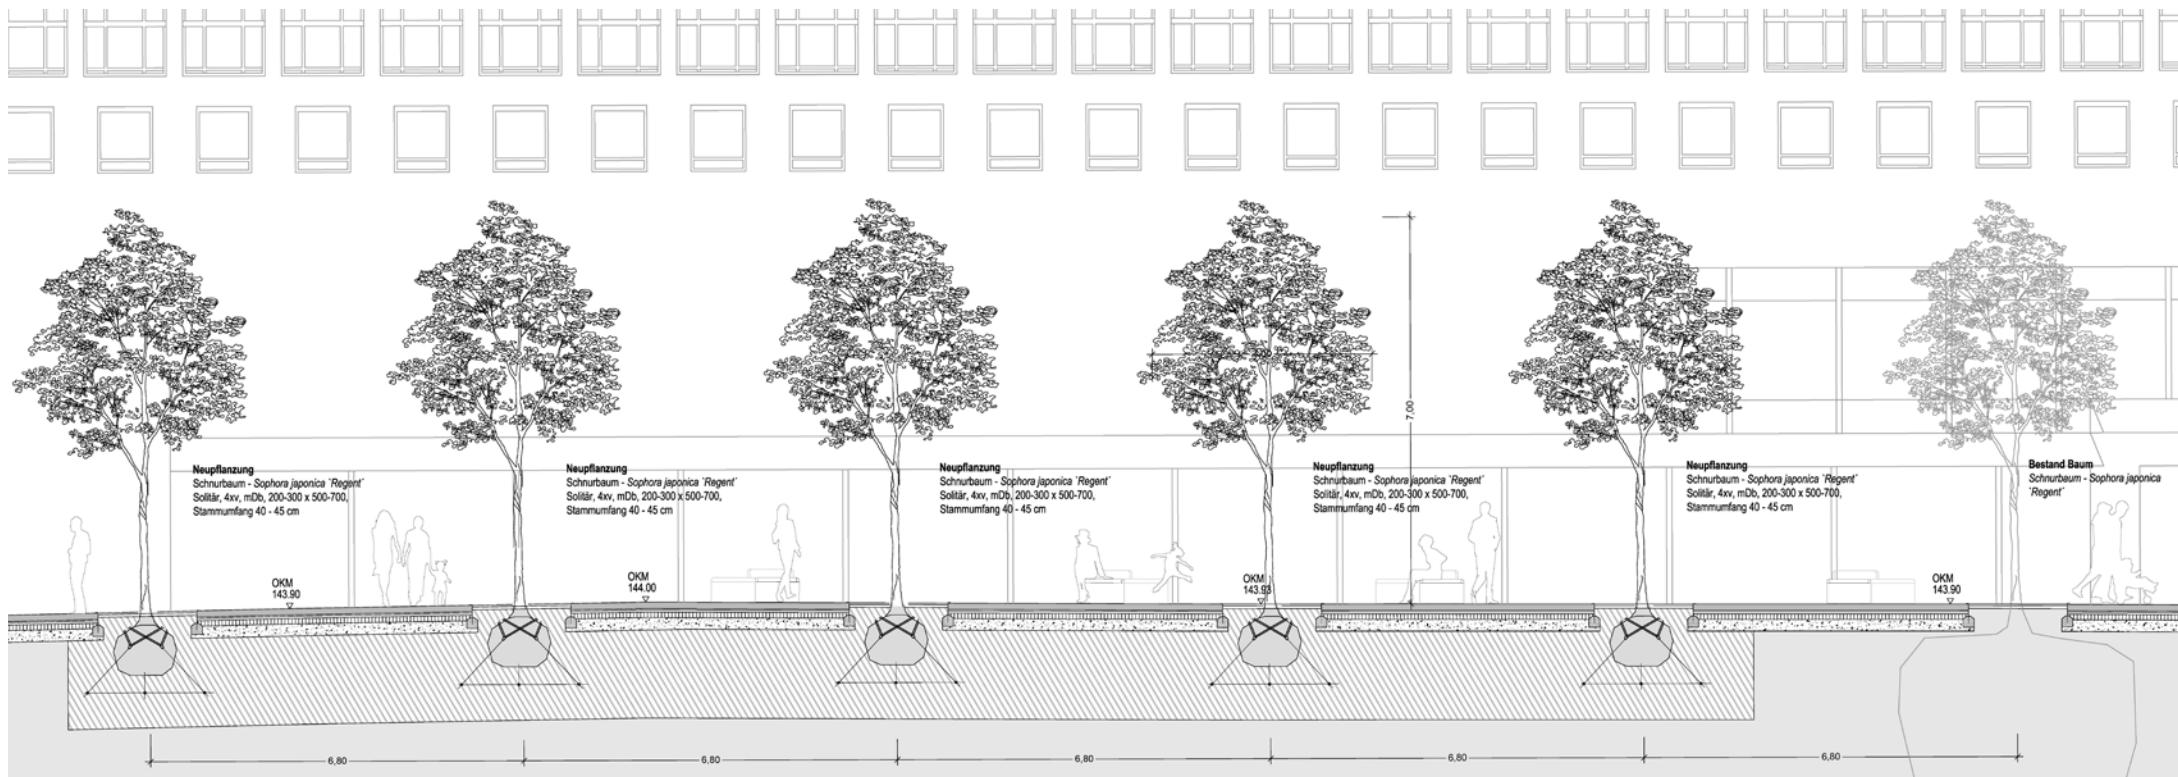 Neupflanzung
Schnurbaum - Sophora japonica `Regent´
Solitär, 4xv, mDb, 200-300 x 500-700,
Stammumfang 40 - 45 cm
Neupflanzung
Schnurbaum - Sophora japonica `Regent´
Solitär, 4xv, mDb, 200-300 x 500-700,
Stammumfang 40 - 45 cm
Neupflanzung
Schnurbaum - Sophora japonica `Regent´
Solitär, 4xv, mDb, 200-300 x 500-700,
Stammumfang 40 - 45 cm
Neupflanzung
Schnurbaum - Sophora japonica `Regent´
Solitär, 4xv, mDb, 200-300 x 500-700,
Stammumfang 40 - 45 cm
Neupflanzung
Schnurbaum - Sophora japonica `Regent´
Solitär, 4xv, mDb, 200-300 x 500-700,
Stammumfang 40 - 45 cm
Bestand Baum
Schnurbaum - Sophora japonica
`Regent´
7,00
OKM
143.90
OKM
144.00
OKM
143.93
OKM
143.90
6,80
6,80
6,80
6,80
6,80